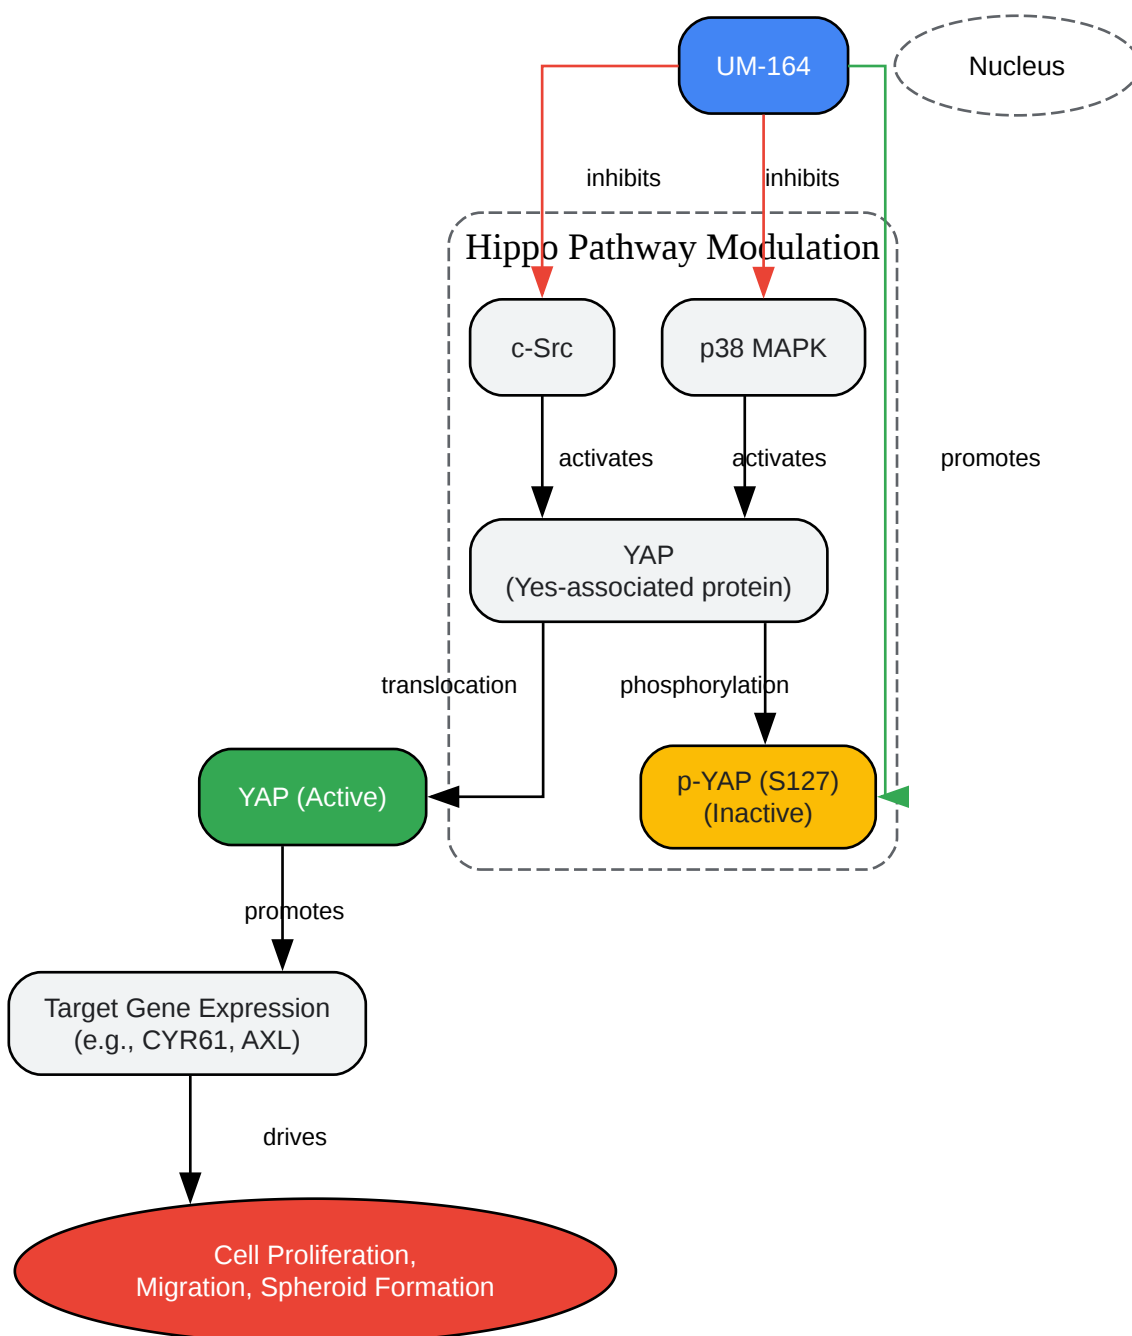 UM-164
Nucleus
inhibits
inhibits
Hippo Pathway Modulation
c-Src
p38 MAPK
activates
activates
promotes
YAP
(Yes-associated protein)
translocation
phosphorylation
YAP (Active)
p-YAP (S127)
(Inactive)
promotes
Target Gene Expression
(e.g., CYR61, AXL)
drives
Cell Proliferation,
Migration, Spheroid Formation